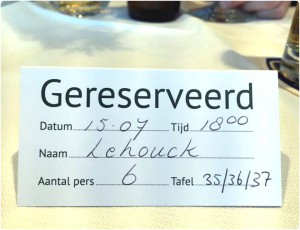 Gereserveerd
Datum 15-07 Tijd 18 00
Naam Lehouck
Aantal pers 6 Tafel 35/36/37